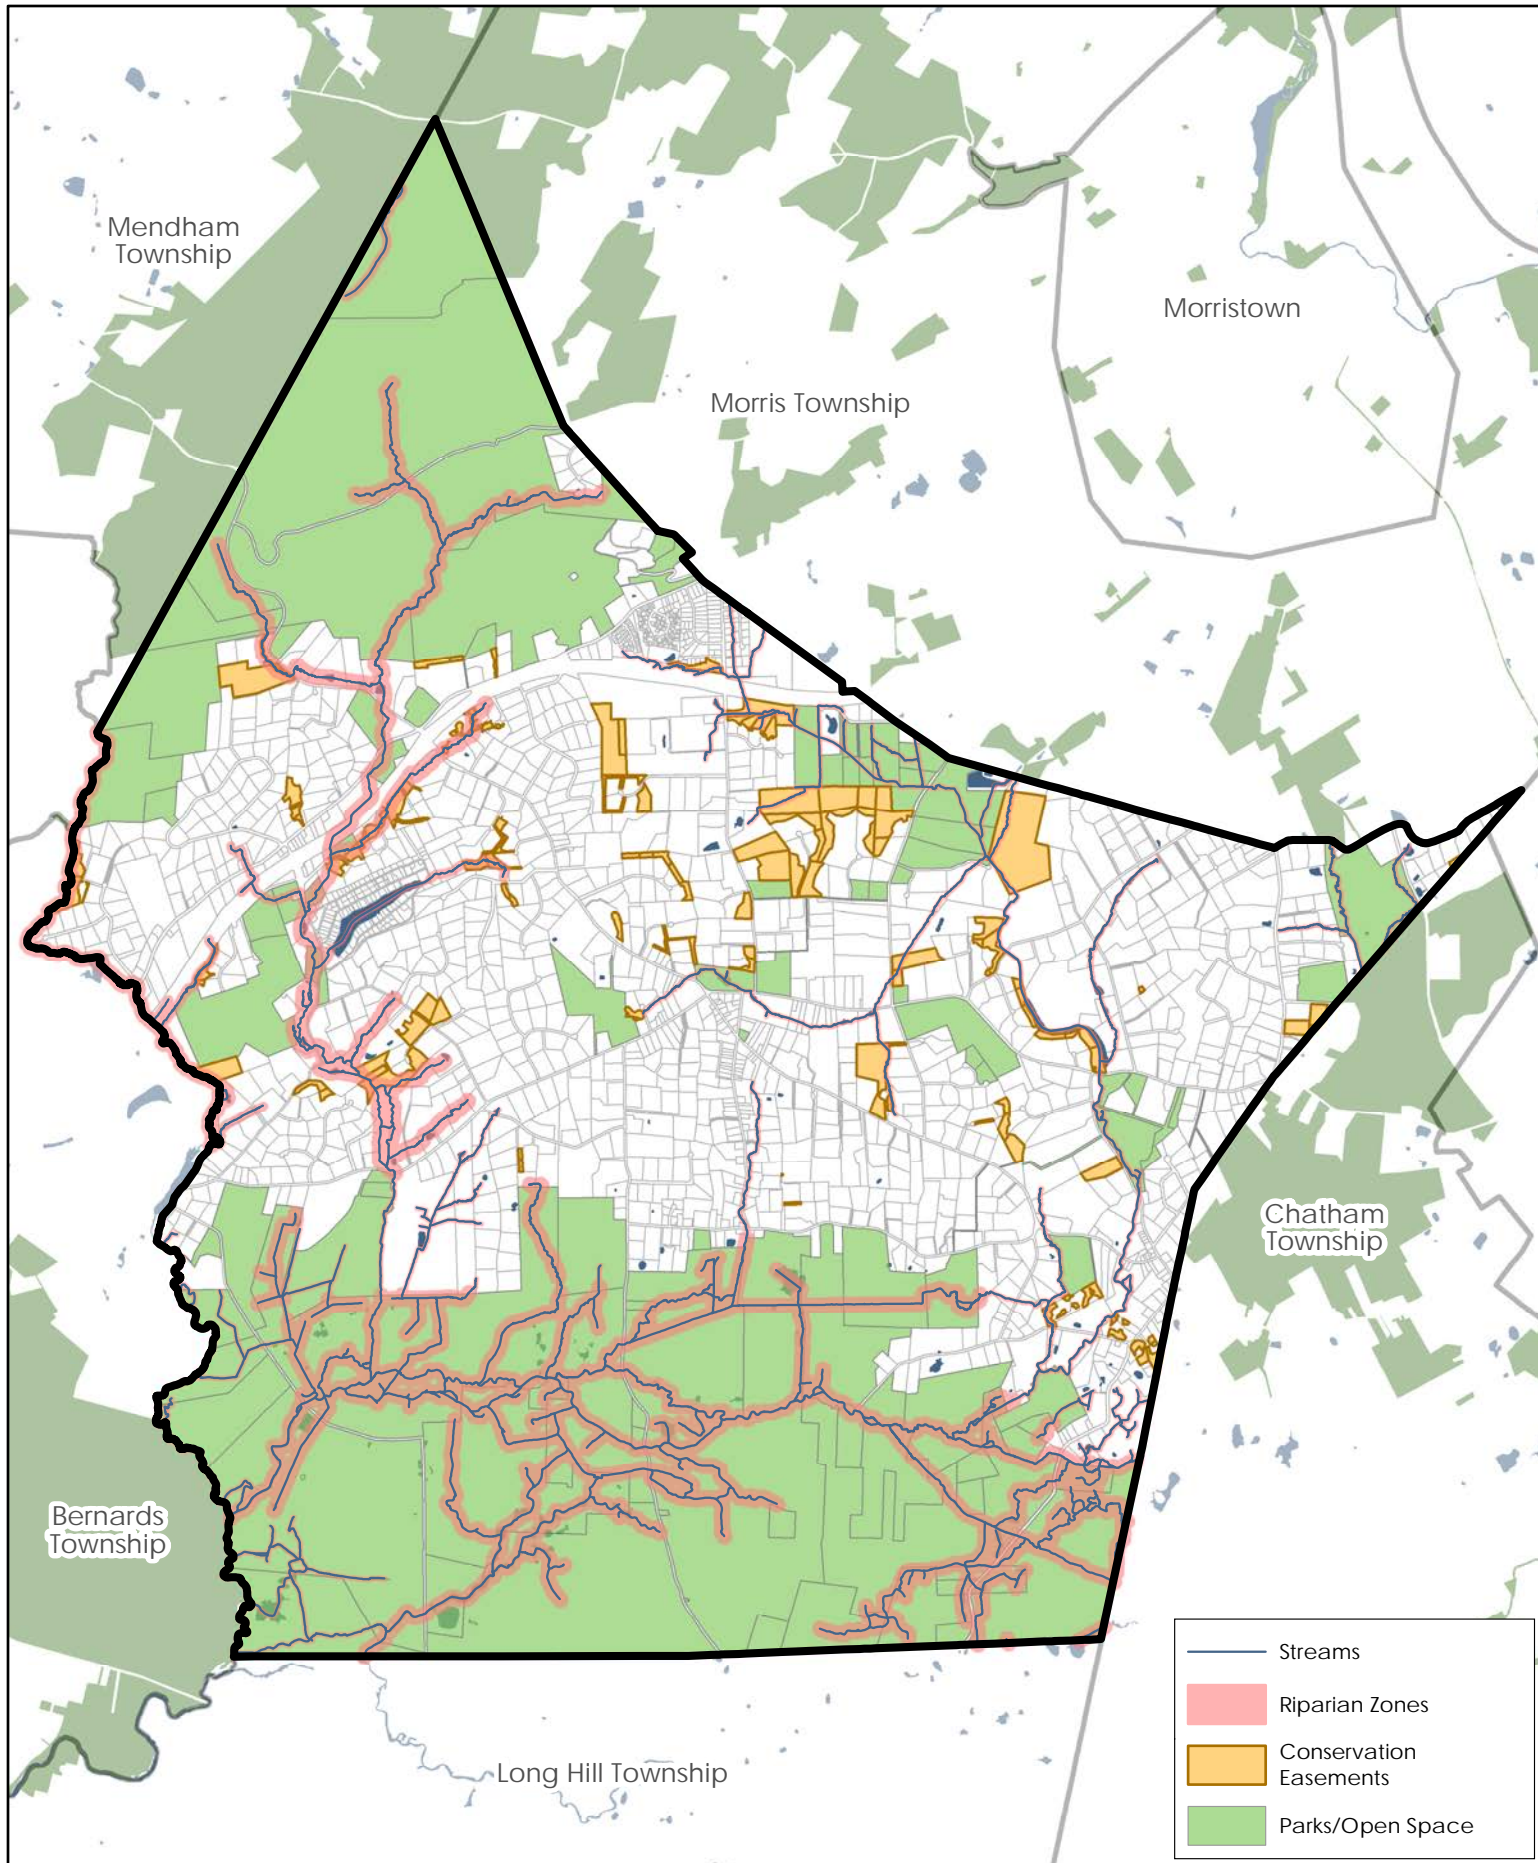 Mendham
Township
Morristown
Morris Township
Chatham
Township
Bernards
Township
Long Hill Township
Streams
Riparian Zones
Conservation
Easements
Parks/Open Space